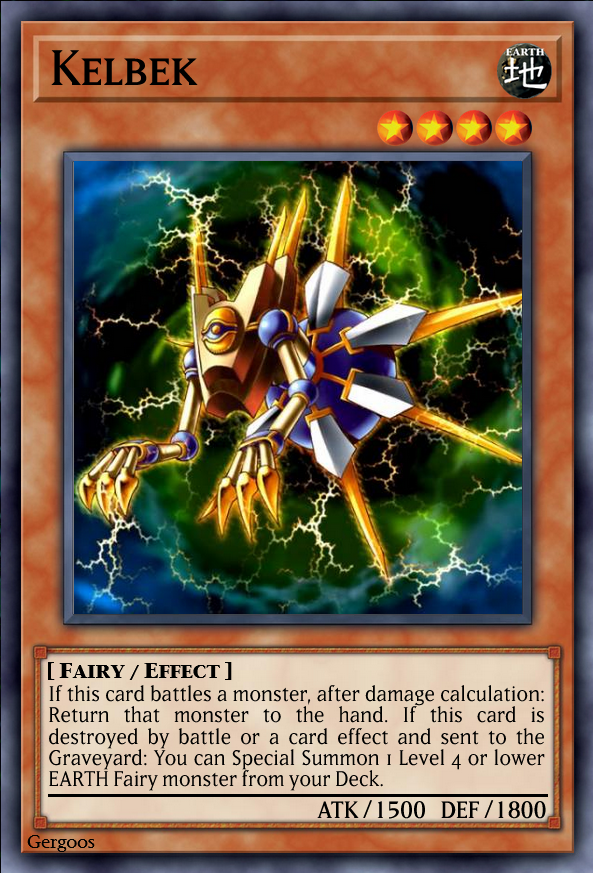 Kelbek
EARTH
地
[ Fairy / Effect ]
If this card battles a monster, after damage calculation:
Return that monster to the hand. If this card is
destroyed by battle or a card effect and sent to the
Graveyard: You can Special Summon 1 Level 4 or lower
EARTH Fairy monster from your Deck.
ATK/1500 DEF/1800
Gergoos